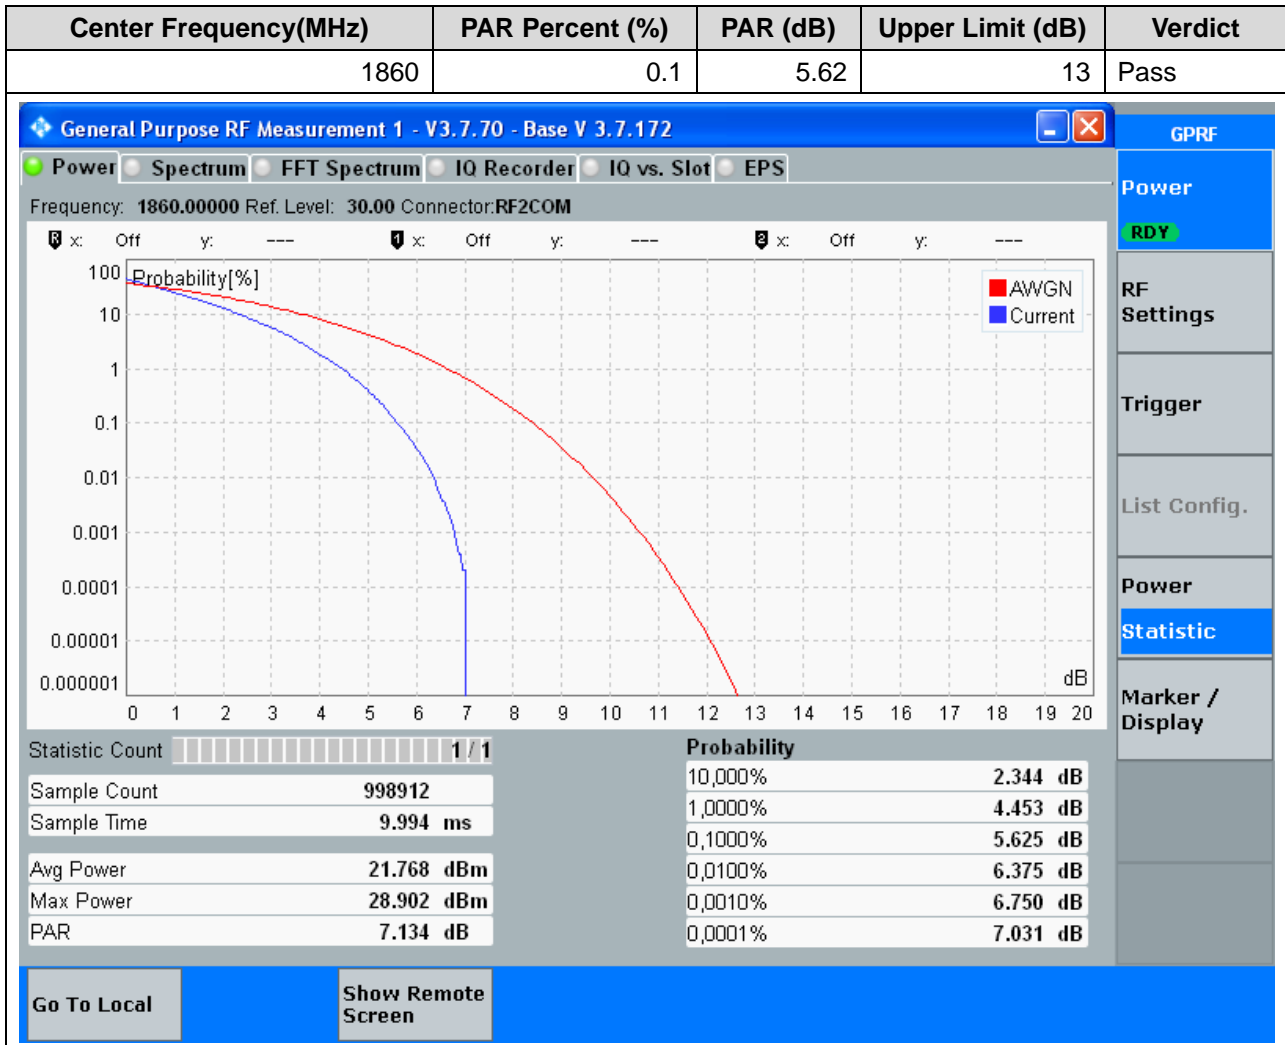 Center Frequency(MHz) PAR Percent (%) PAR (dB) Upper Limit (dB) Verdict
1860 0.1 5.62 13 Pass
General Purpose RF Measurement 1 - V3.7.70 - Base V 3.7.172
GPRF
Power Spectrum FFT Spectrum IQ Recorder IQ vs. Slot EPS
Power
RDY
Frequency: 1860.00000 Ref. Level: 30.00 Connector:RF2COM
R x: Off y: --- 1 x: Off y: --- 2 x: Off y: ---
Probability[%]
AWGN
Current
100
10
1
0.1
0.01
0.001
0.0001
0.00001
0.000001
dB
0 1 2 3 4 5 6 7 8 9 10 11 12 13 14 15 16 17 18 19 20
RF
Settings
Trigger
List Config.
Power
Statistic
Marker /
Display
Statistic Count 1 / 1
Sample Count 998912
Sample Time 9.994 ms
Avg Power 21.768 dBm
Max Power 28.902 dBm
PAR 7.134 dB
Probability
10,000% 2.344 dB
1,0000% 4.453 dB
0,1000% 5.625 dB
0,0100% 6.375 dB
0,0010% 6.750 dB
0,0001% 7.031 dB
Go To Local
Show Remote
Screen